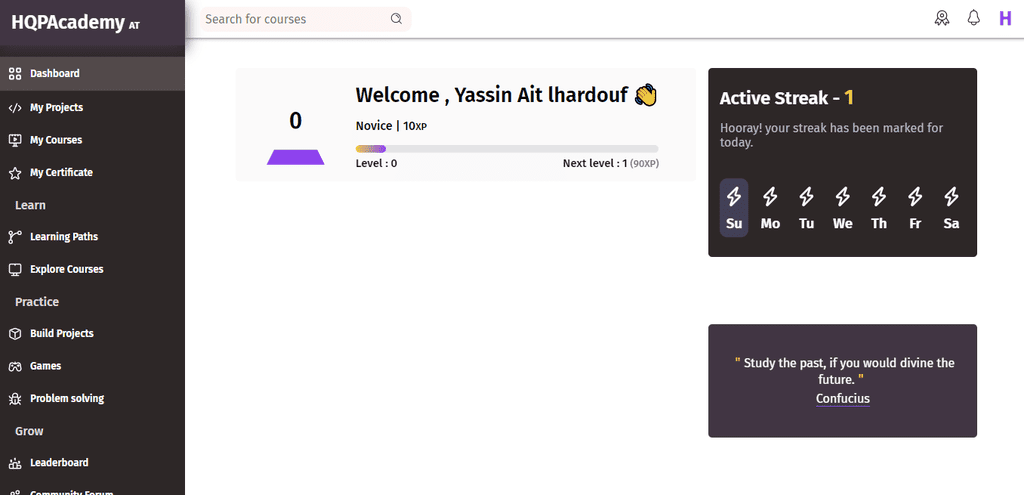 HQPAcademy AT
Dashboard
My Projects
My Courses
My Certificate
Learn
Learning Paths
Explore Courses
Practice
Build Projects
Games
Problem solving
Grow
Leaderboard
Community Forum
Search for courses
H
0
Welcome , Yassin Ait lhardouf
Novice | 10XP
Level : 0 Next level : 1 (90XP)
Active Streak - 1
Hooray! your streak has been marked for
today.
Su Mo Tu We Th Fr Sa
" Study the past, if you would divine the
future. "
Confucius